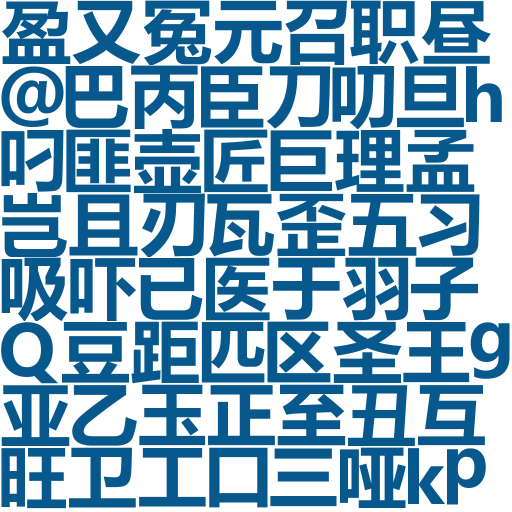 盈又冤元召职昼
@巴丙臣刀叨旦h
叼匪壶匠巨理孟
岂且刃瓦歪五习
吸吓已医于羽子
Q豆距匹区圣王g
亚乙玉正至丑互
旺卫工口三哑kp